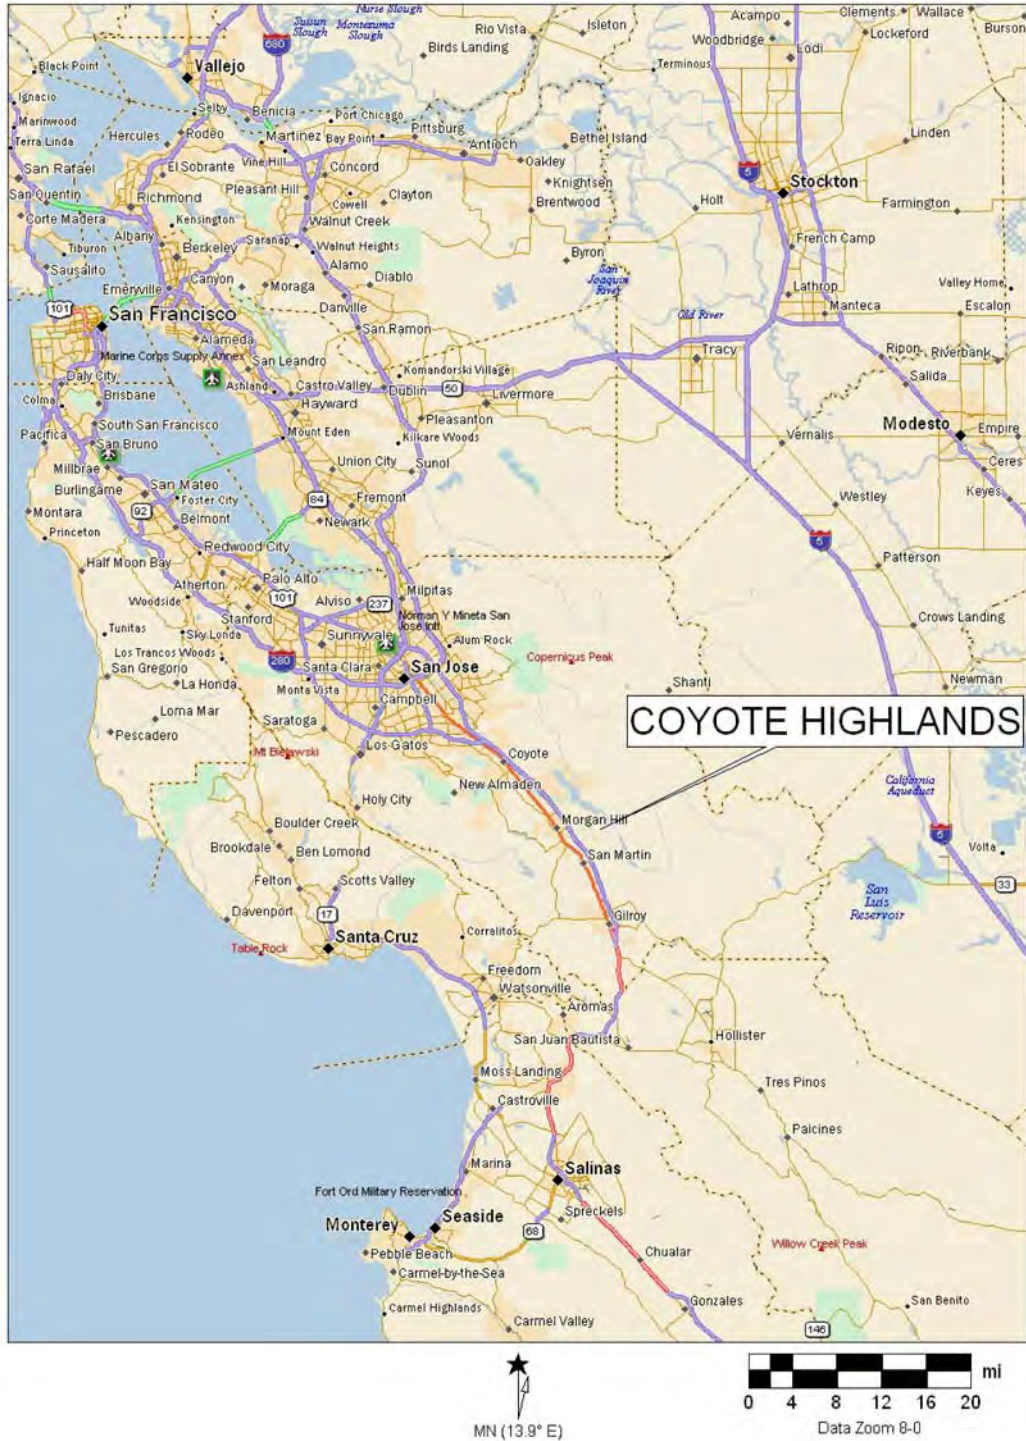 Nurse Slough
Suisun Slough
Montezuma Slough
Rio Vista
Isleton
Acampo
Clements
Wallace
Burson
680
Birds Landing
Woodbridge
Lodi
Lockeford
Black Point
Vallejo
Terminous
Ignacio
Selby
Benicia
Port Chicago
Marinwood
Hercules
Rodeo
Martinez
Bay Point
Pittsburg
Bethel Island
Linden
Terra Linda
Antioch
San Rafael
El Sobrante
Vine Hill
Concord
Oakley
5
Stockton
San Quentin
Richmond
Pleasant Hill
Cowell
Clayton
Knightsen
Brentwood
Holt
Farmington
Corte Madera
Kensington
Walnut Creek
Tiburon
Albany
Berkeley
Saranap
Walnut Heights
Byron
French Camp
Sausalito
Alamo
San Joaquin River
Emeryville
Canyon
Moraga
Diablo
Lathrop
Valley Home
101
San Francisco
Danville
Old River
Manteca
Escalon
San Ramon
Alameda
Marine Corps Supply Annex
San Leandro
Tracy
Ripon
Riverbank
Daly City
Ashland
Castro Valley
Komandorski Village
Dublin
50
Salida
Colma
Brisbane
Hayward
Livermore
South San Francisco
Pleasanton
Modesto
Empire
Pacifica
San Bruno
Mount Eden
Kilkare Woods
Vernalis
Millbrae
Union City
Sunol
Ceres
Burlingame
San Mateo
Foster City
84
Fremont
Westley
Keyes
Montara
92
Belmont
Newark
Princeton
5
Redwood City
Patterson
Half Moon Bay
Atherton
Palo Alto
Woodside
101
Alviso
237
Milpitas
Stanford
Norman Y Mineta San Jose Intl
Crows Landing
Tunitas
Sky Londa
Sunnyvale
Alum Rock
Los Trancos Woods
280
Santa Clara
San Jose
Copernicus Peak
San Gregorio
La Honda
Monta Vista
Shanti
Newman
Campbell
Loma Mar
Saratoga
COYOTE HIGHLANDS
Pescadero
Mt Bielawski
Los Gatos
Coyote
California Aqueduct
New Almaden
Holy City
Boulder Creek
Morgan Hill
5
Brookdale
Ben Lomond
San Martin
Volta
Felton
Scotts Valley
San Luis Reservoir
33
Davenport
17
Gilroy
Table Rock
Santa Cruz
Corralitos
Freedom
Watsonville
Aromas
San Juan Bautista
Hollister
Moss Landing
Tres Pinos
Castroville
Paicines
Marina
Salinas
Fort Ord Military Reservation
Monterey
Seaside
Spreckels
68
Pebble Beach
Chualar
Willow Creek Peak
Carmel-by-the-Sea
Carmel Highlands
Gonzales
San Benito
Carmel Valley
146
MN (13.9° E)
mi
0 4 8 12 16 20
Data Zoom 8-0